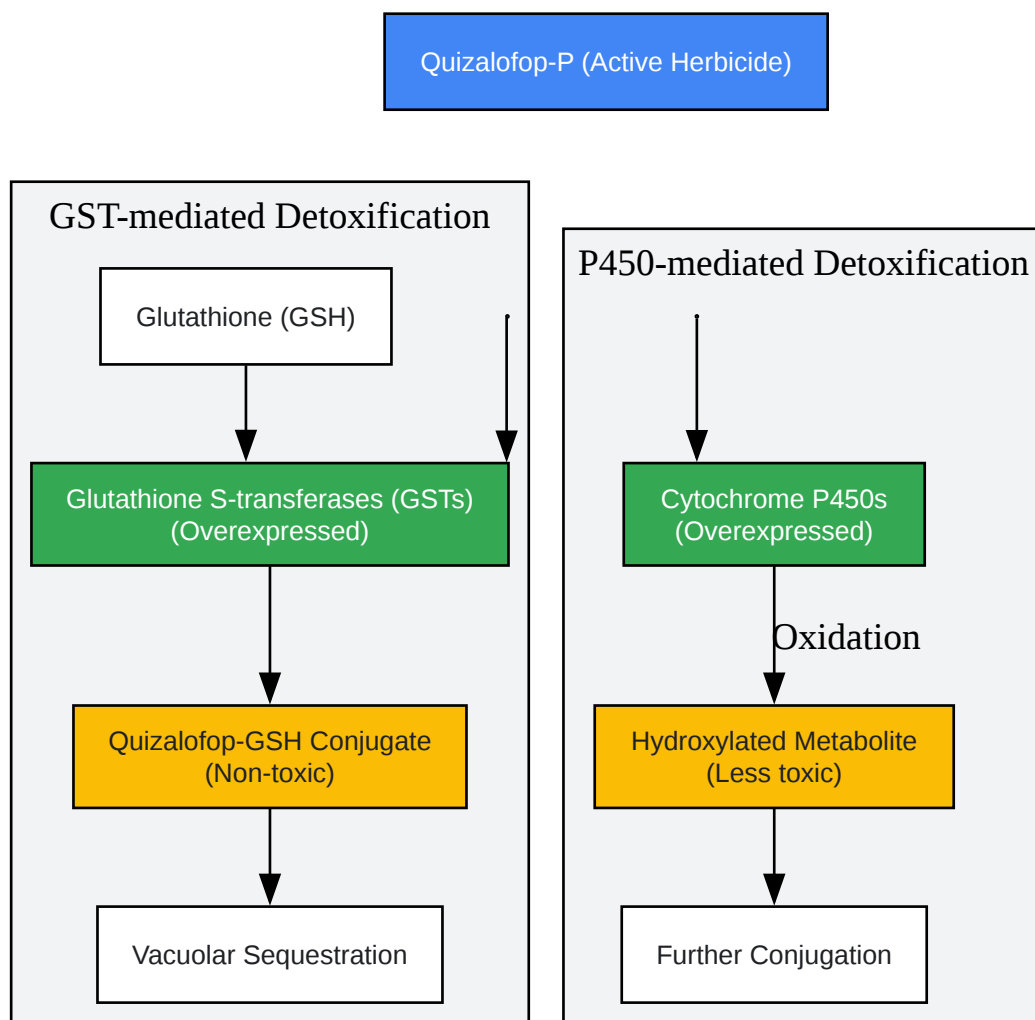 Quizalofop-P (Active Herbicide)
GST-mediated Detoxification
Glutathione (GSH)
Glutathione S-transferases (GSTs)
(Overexpressed)
Quizalofop-GSH Conjugate
(Non-toxic)
Vacuolar Sequestration
P450-mediated Detoxification
Cytochrome P450s
(Overexpressed)
Oxidation
Hydroxylated Metabolite
(Less toxic)
Further Conjugation